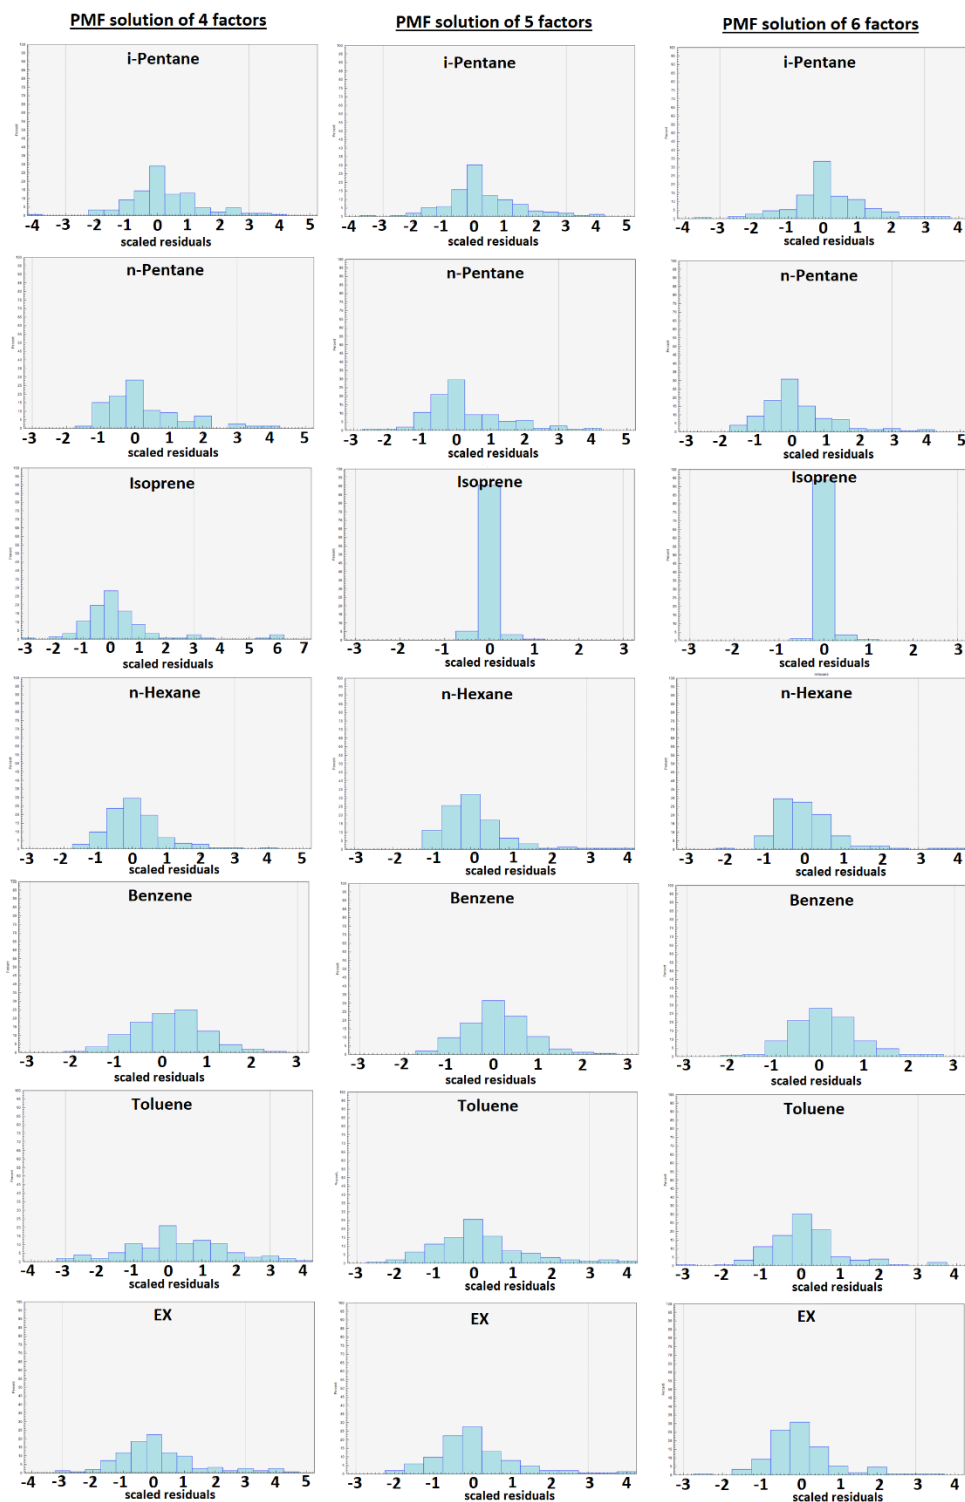 PMF solution of 4 factors
PMF solution of 5 factors
PMF solution of 6 factors
i-Pentane
-4 -3 -2 -1 0 1 2 3 4 5
scaled residuals
i-Pentane
-3 -2 -1 0 1 2 3 4 5
scaled residuals
i-Pentane
-4 -3 -2 -1 0 1 2 3 4
scaled residuals
n-Pentane
-3 -2 -1 0 1 2 3 4 5
scaled residuals
n-Pentane
-3 -2 -1 0 1 2 3 4 5
scaled residuals
n-Pentane
-3 -2 -1 0 1 2 3 4 5
scaled residuals
Isoprene
-3 -2 -1 0 1 2 3 4 5 6 7
scaled residuals
Isoprene
-3 -2 -1 0 1 2 3
scaled residuals
Isoprene
-3 -2 -1 0 1 2 3
scaled residuals
n-Hexane
-3 -2 -1 0 1 2 3 4 5
scaled residuals
n-Hexane
-3 -2 -1 0 1 2 3 4
scaled residuals
n-Hexane
-3 -2 -1 0 1 2 3 4
scaled residuals
Benzene
-3 -2 -1 0 1 2 3
scaled residuals
Benzene
-3 -2 -1 0 1 2 3
scaled residuals
Benzene
-3 -2 -1 0 1 2 3
scaled residuals
Toluene
-4 -3 -2 -1 0 1 2 3 4
scaled residuals
Toluene
-3 -2 -1 0 1 2 3 4
scaled residuals
Toluene
-3 -2 -1 0 1 2 3 4
scaled residuals
EX
-4 -3 -2 -1 0 1 2 3 4 5
scaled residuals
EX
-3 -2 -1 0 1 2 3 4
scaled residuals
EX
-3 -2 -1 0 1 2 3 4
scaled residuals